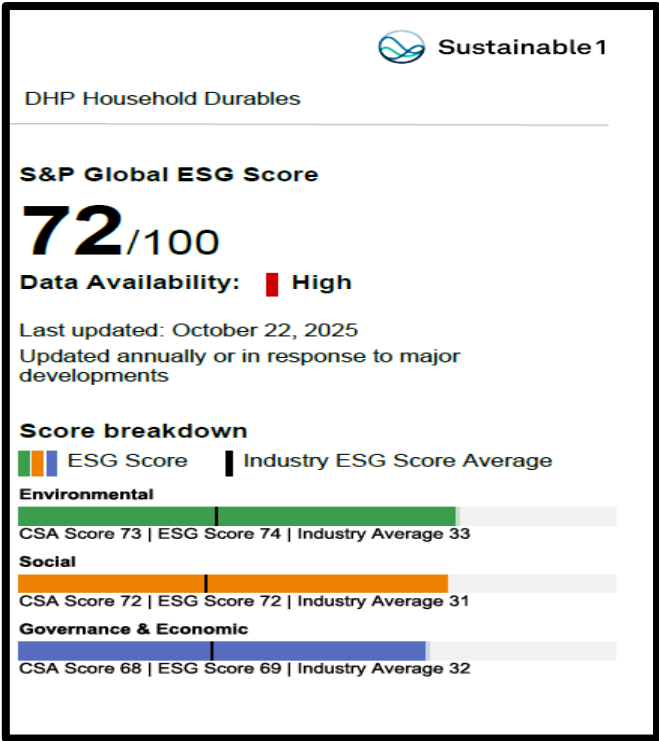 Sustainable1
DHP Household Durables
S&P Global ESG Score
72/100
Data Availability: High
Last updated: October 22, 2025
Updated annually or in response to major
developments
Score breakdown
ESG Score Industry ESG Score Average
Environmental
CSA Score 73 | ESG Score 74 | Industry Average 33
Social
CSA Score 72 | ESG Score 72 | Industry Average 31
Governance & Economic
CSA Score 68 | ESG Score 69 | Industry Average 32